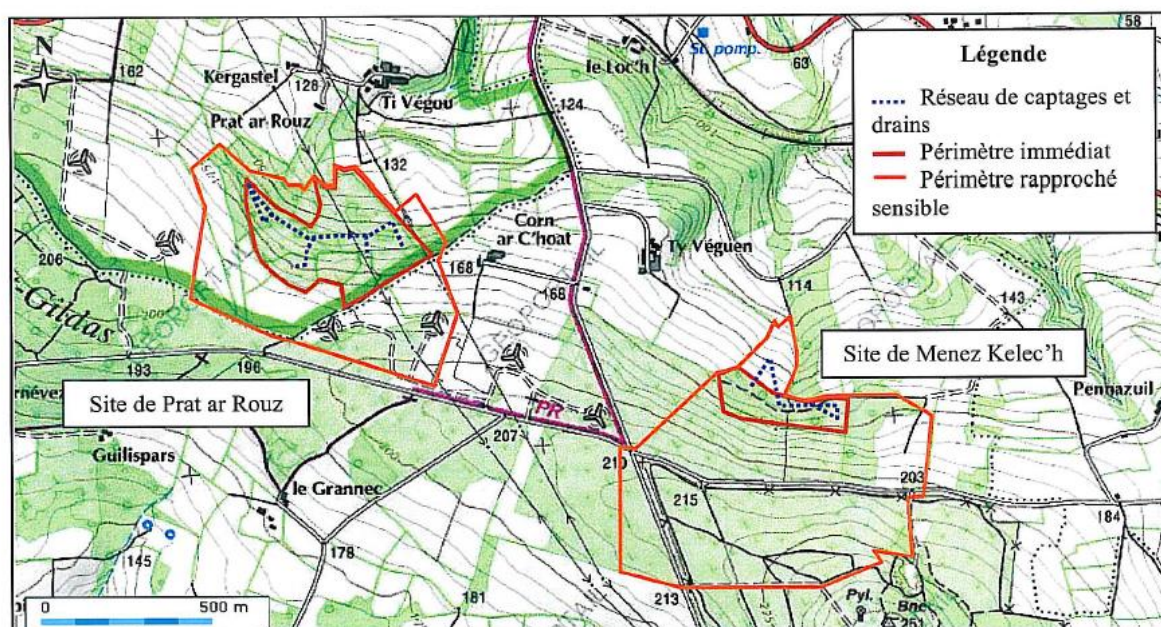 N
162
Kergastel
128
Ti Végou
Prat ar Rouz
132
124
le Loc'h
St. pomp.
63
58
Légende
Réseau de captages et
drains
Périmètre immédiat
Périmètre rapproché
sensible
206
Gildas
Corn
ar C'hoat
168
168
Ty Véguen
114
143
193
196
Site de Prat ar Rouz
Site de Menez Kelec'h
Pennazuil
PR
207
210
215
203
184
Guilispars
le Grannec
145
178
181
213
Pyl.
Bne
251
0
500 m